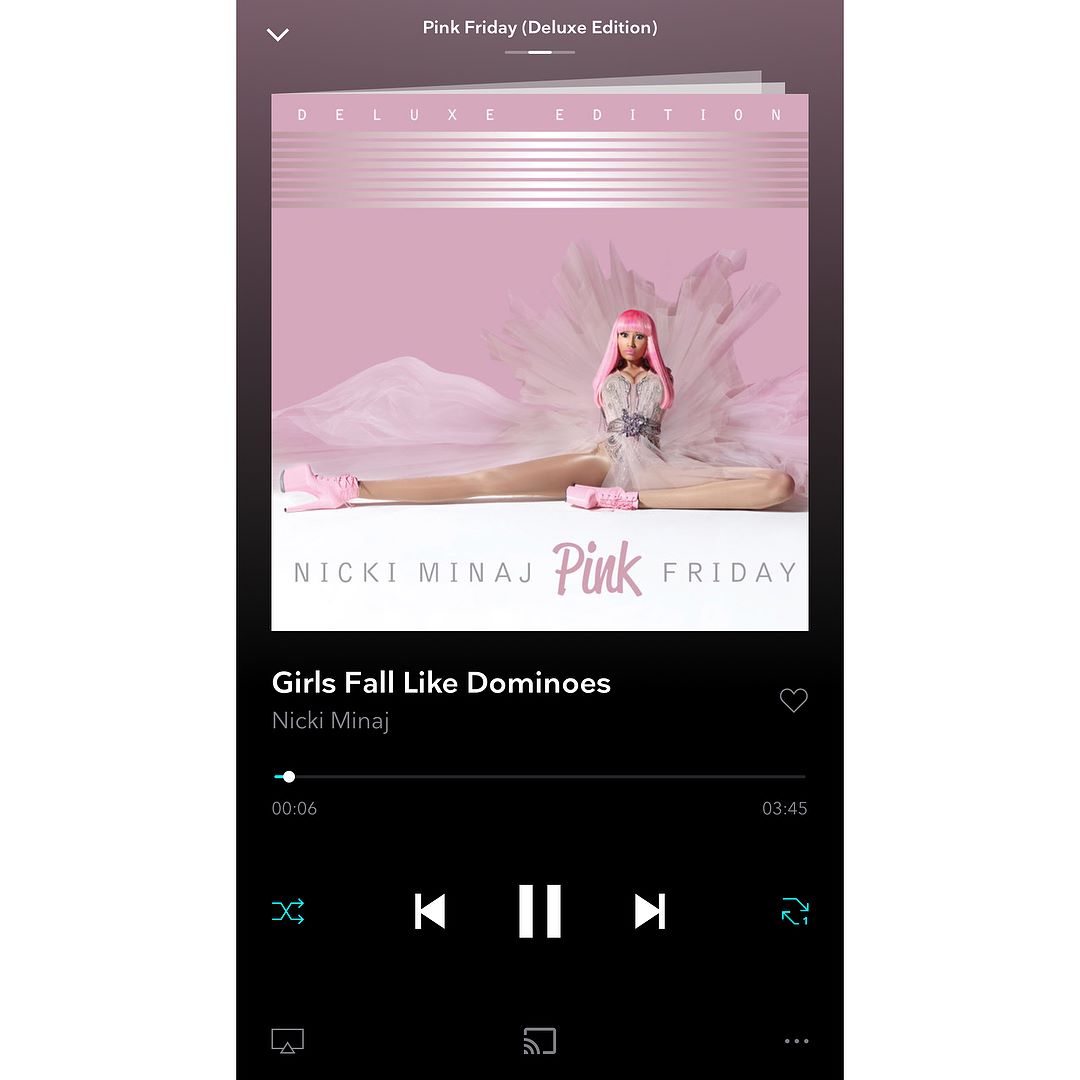 Pink Friday (Deluxe Edition)
DELUXE EDITION
NICKI MINAJ Pink FRIDAY
Girls Fall Like Dominoes
Nicki Minaj
00:06 03:45
1